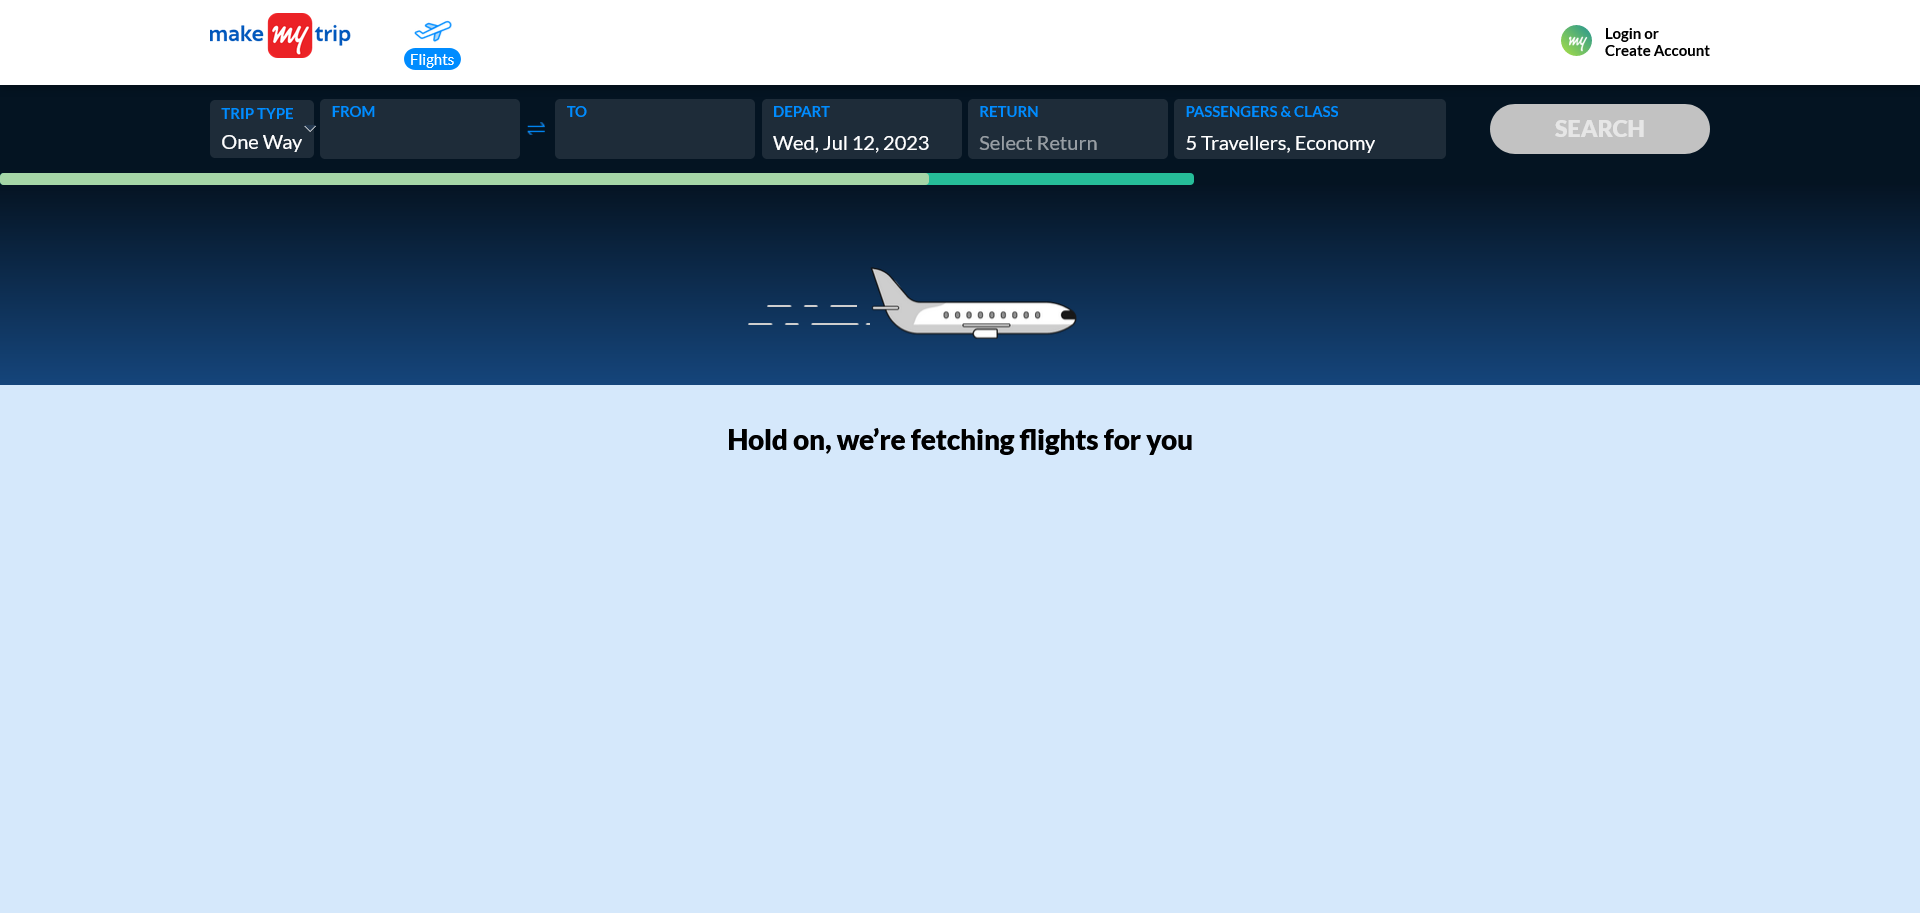 make my trip
Flights
my
Login or
Create Account
TRIP TYPE
One Way
FROM
TO
DEPART
Wed, Jul 12, 2023
RETURN
Select Return
PASSENGERS & CLASS
5 Travellers, Economy
SEARCH
Hold on, we’re fetching flights for you